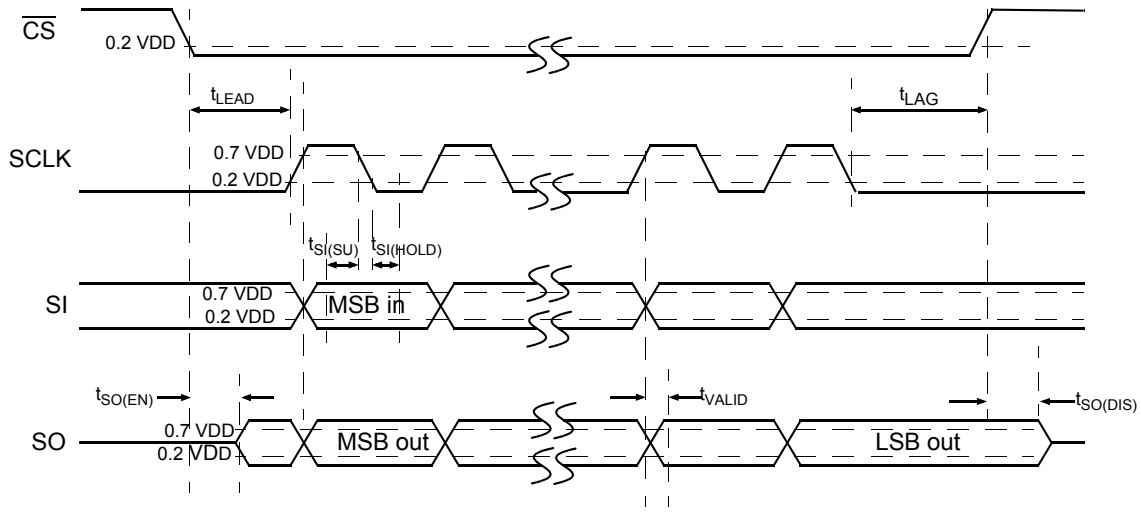 CS
0.2 VDD
tLEAD
tLAG
SCLK
0.7 VDD
0.2 VDD
tSI(SU)
tSI(HOLD)
SI
0.7 VDD
0.2 VDD
MSB in
tSO(EN)
tVALID
tSO(DIS)
SO
0.7 VDD
0.2 VDD
MSB out
LSB out